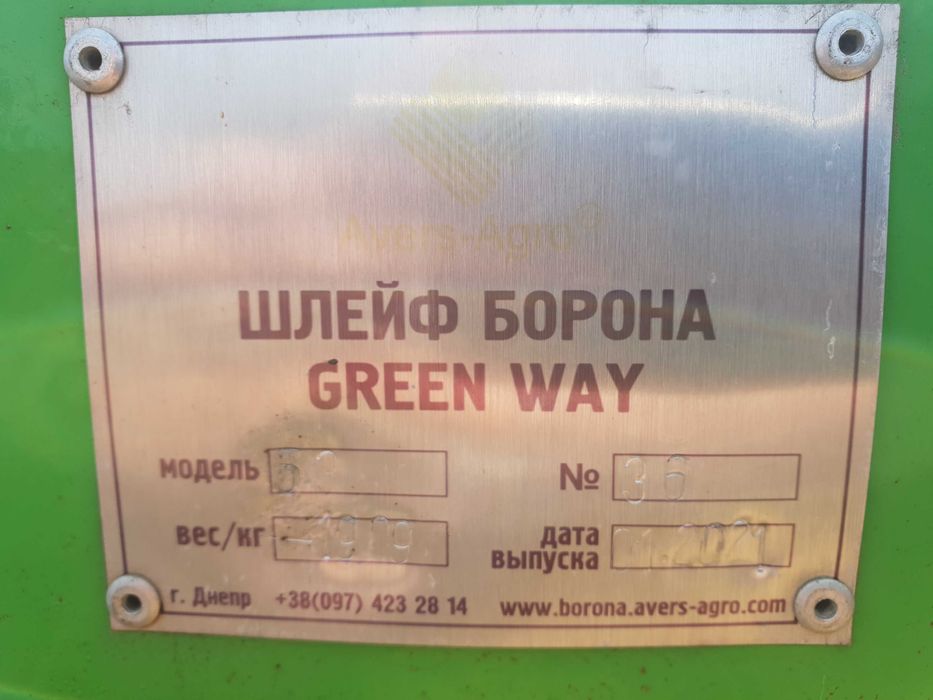 Avers-Agro®
ШЛЕЙФ БОРОНА
GREEN WAY
модель
№ 36
вес/кг
дата
выпуска
г. Днепр +38(097) 423 28 14 www.borona.avers-agro.com